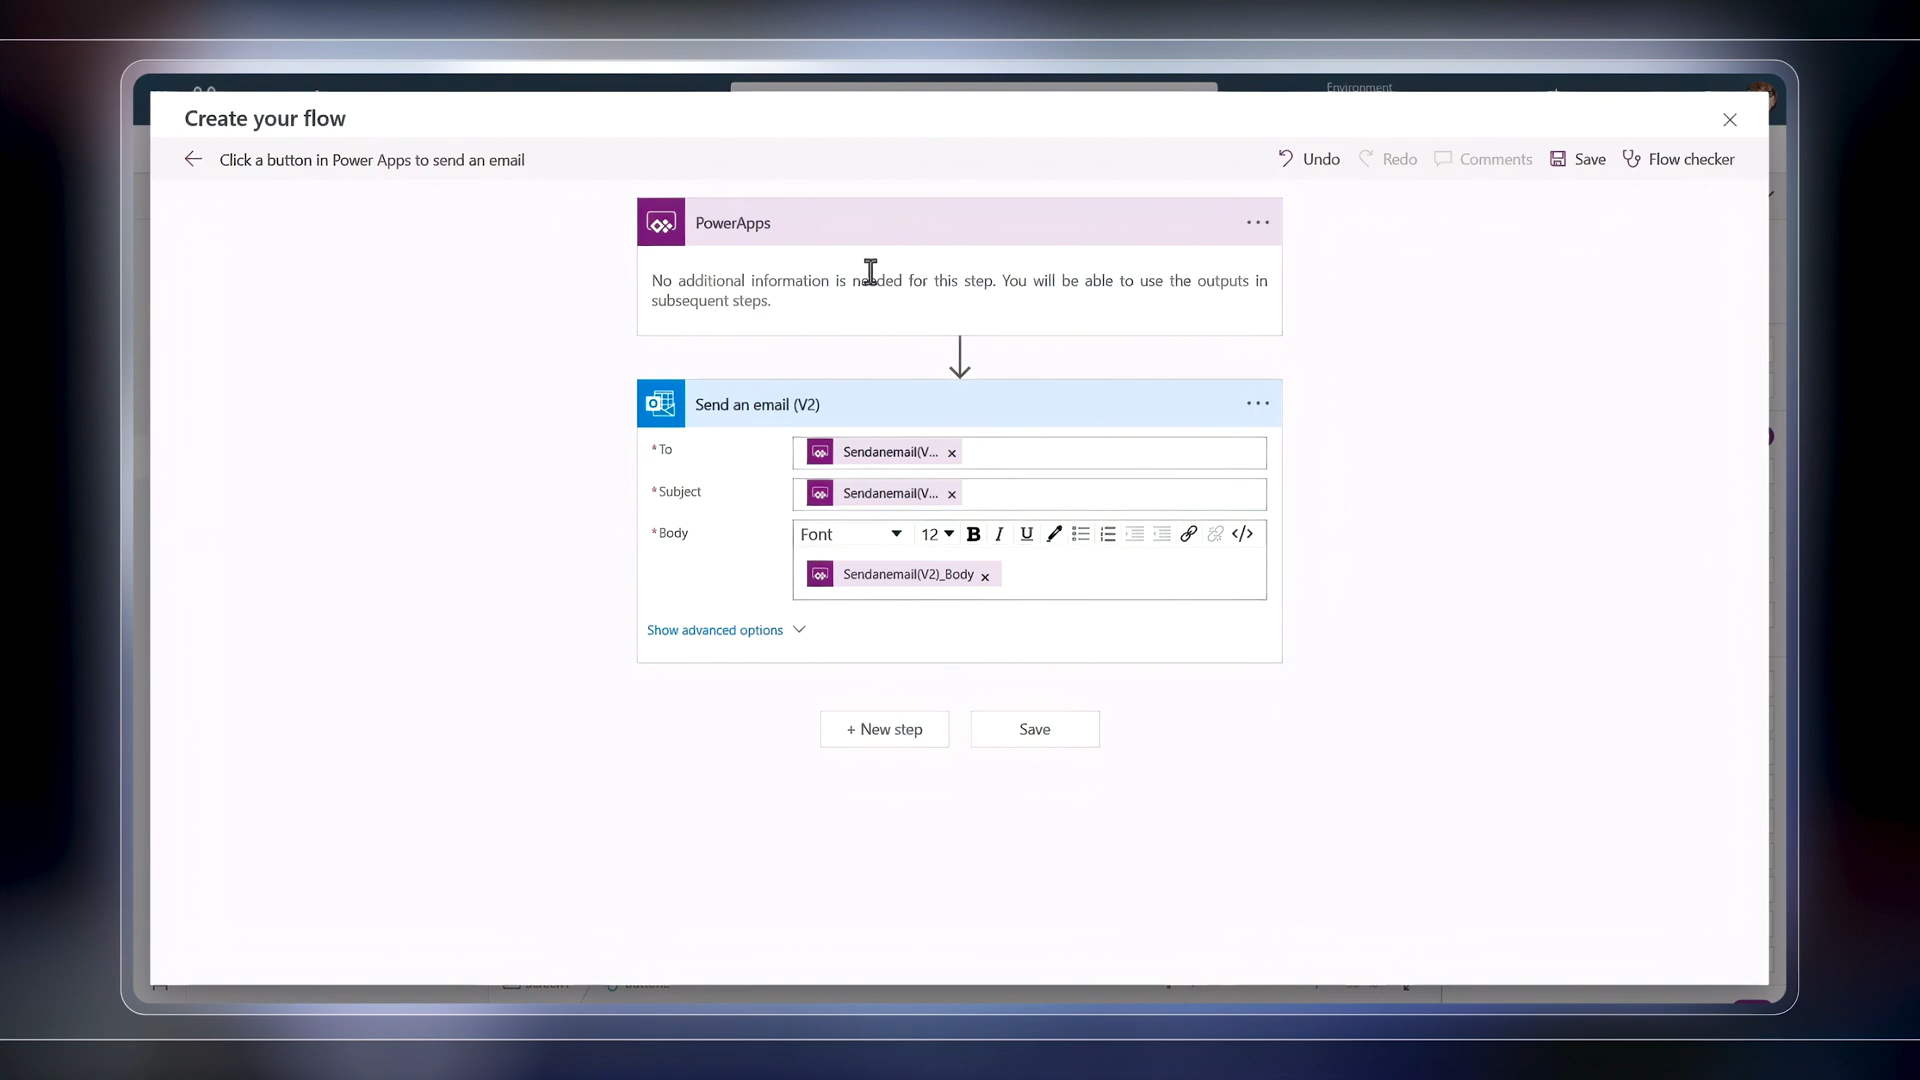 Environment
Create your flow
Click a button in Power Apps to send an email
Undo
Redo
Comments
Save
Flow checker
PowerApps
No additional information is needed for this step. You will be able to use the outputs in
subsequent steps.
Send an email (V2)
*To
Sendanemail(V...
*Subject
Sendanemail(V...
*Body
Font
12
B
I
U
Sendanemail(V2)_Body
Show advanced options
+ New step
Save